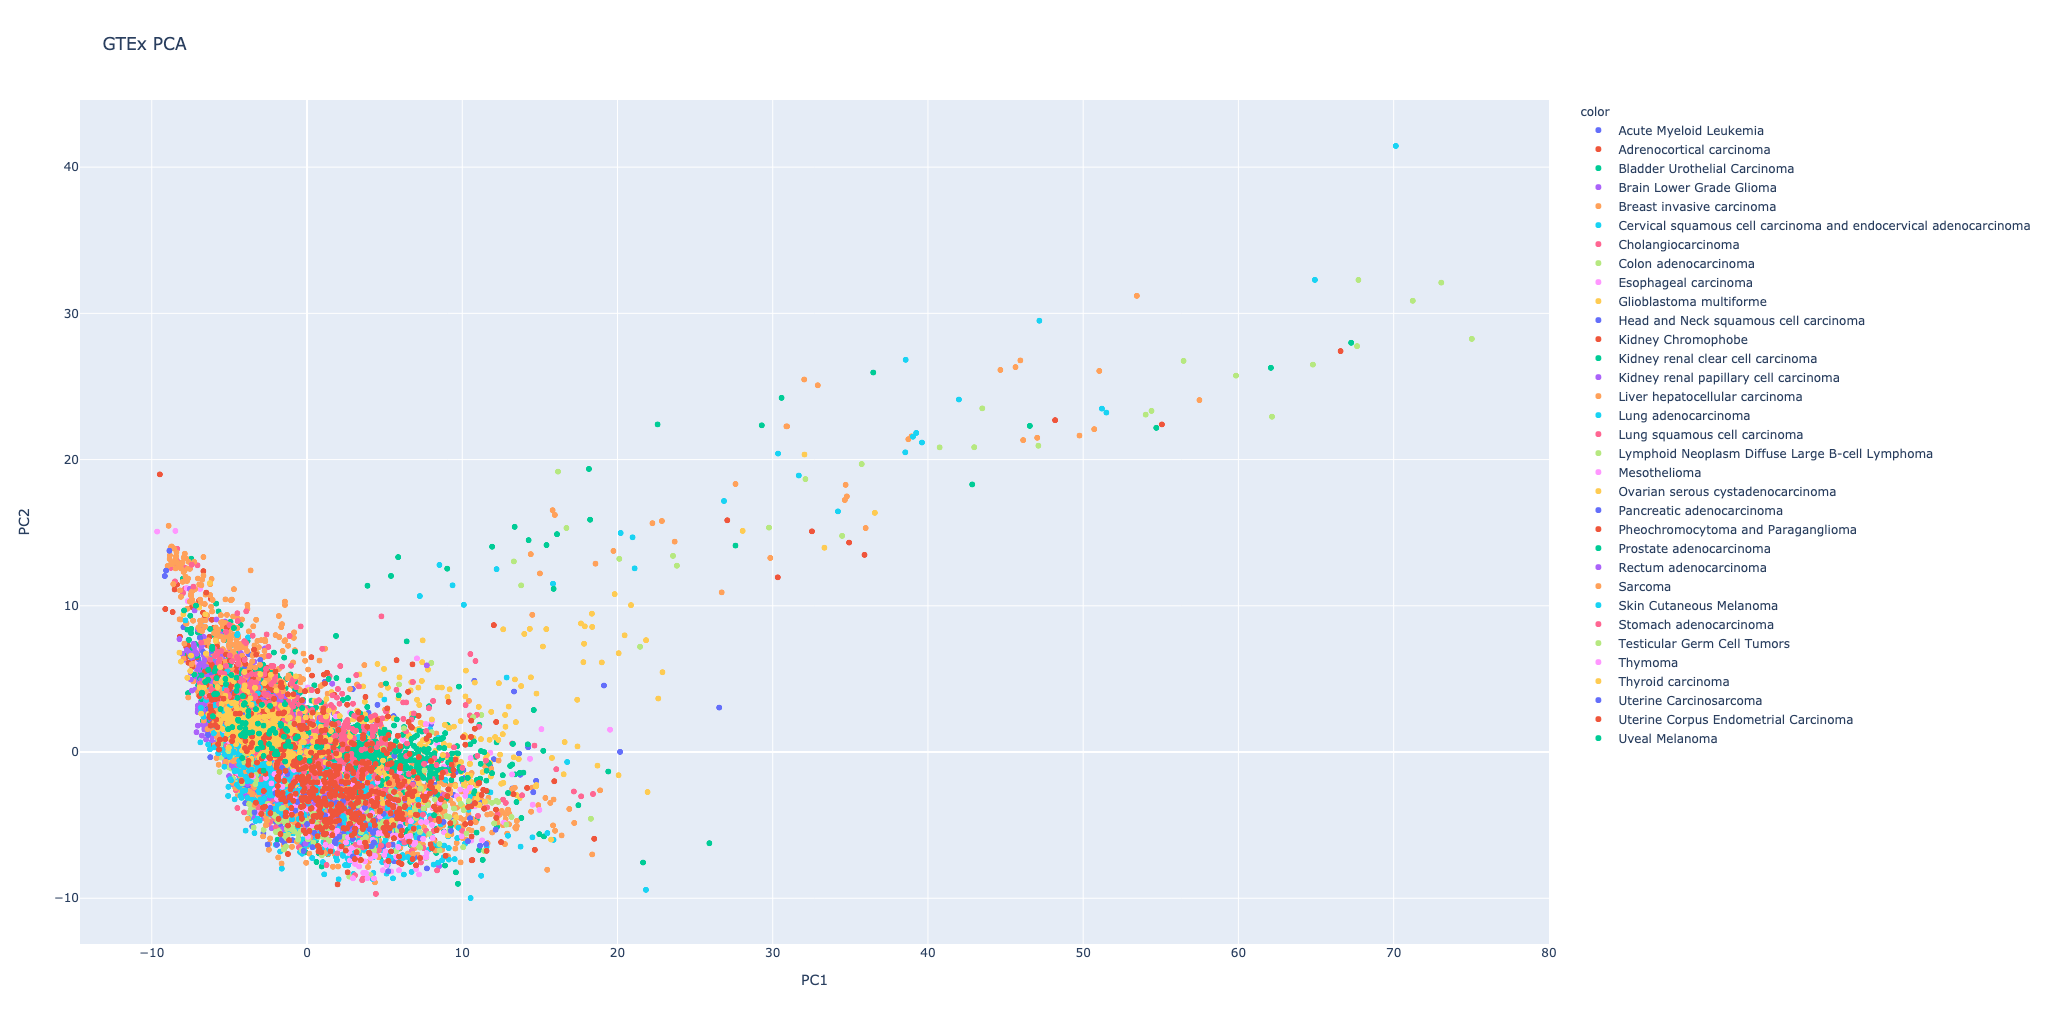 GTEx PCA
color
Acute Myeloid Leukemia
Adrenocortical carcinoma
Bladder Urothelial Carcinoma
Brain Lower Grade Glioma
Breast invasive carcinoma
Cervical squamous cell carcinoma and endocervical adenocarcinoma
Cholangiocarcinoma
Colon adenocarcinoma
Esophageal carcinoma
Glioblastoma multiforme
Head and Neck squamous cell carcinoma
Kidney Chromophobe
Kidney renal clear cell carcinoma
Kidney renal papillary cell carcinoma
Liver hepatocellular carcinoma
Lung adenocarcinoma
Lung squamous cell carcinoma
Lymphoid Neoplasm Diffuse Large B-cell Lymphoma
Mesothelioma
Ovarian serous cystadenocarcinoma
Pancreatic adenocarcinoma
Pheochromocytoma and Paraganglioma
Prostate adenocarcinoma
Rectum adenocarcinoma
Sarcoma
Skin Cutaneous Melanoma
Stomach adenocarcinoma
Testicular Germ Cell Tumors
Thymoma
Thyroid carcinoma
Uterine Carcinosarcoma
Uterine Corpus Endometrial Carcinoma
Uveal Melanoma
40
30
20
10
0
−10
PC2
−10 0 10 20 30 40 50 60 70 80
PC1